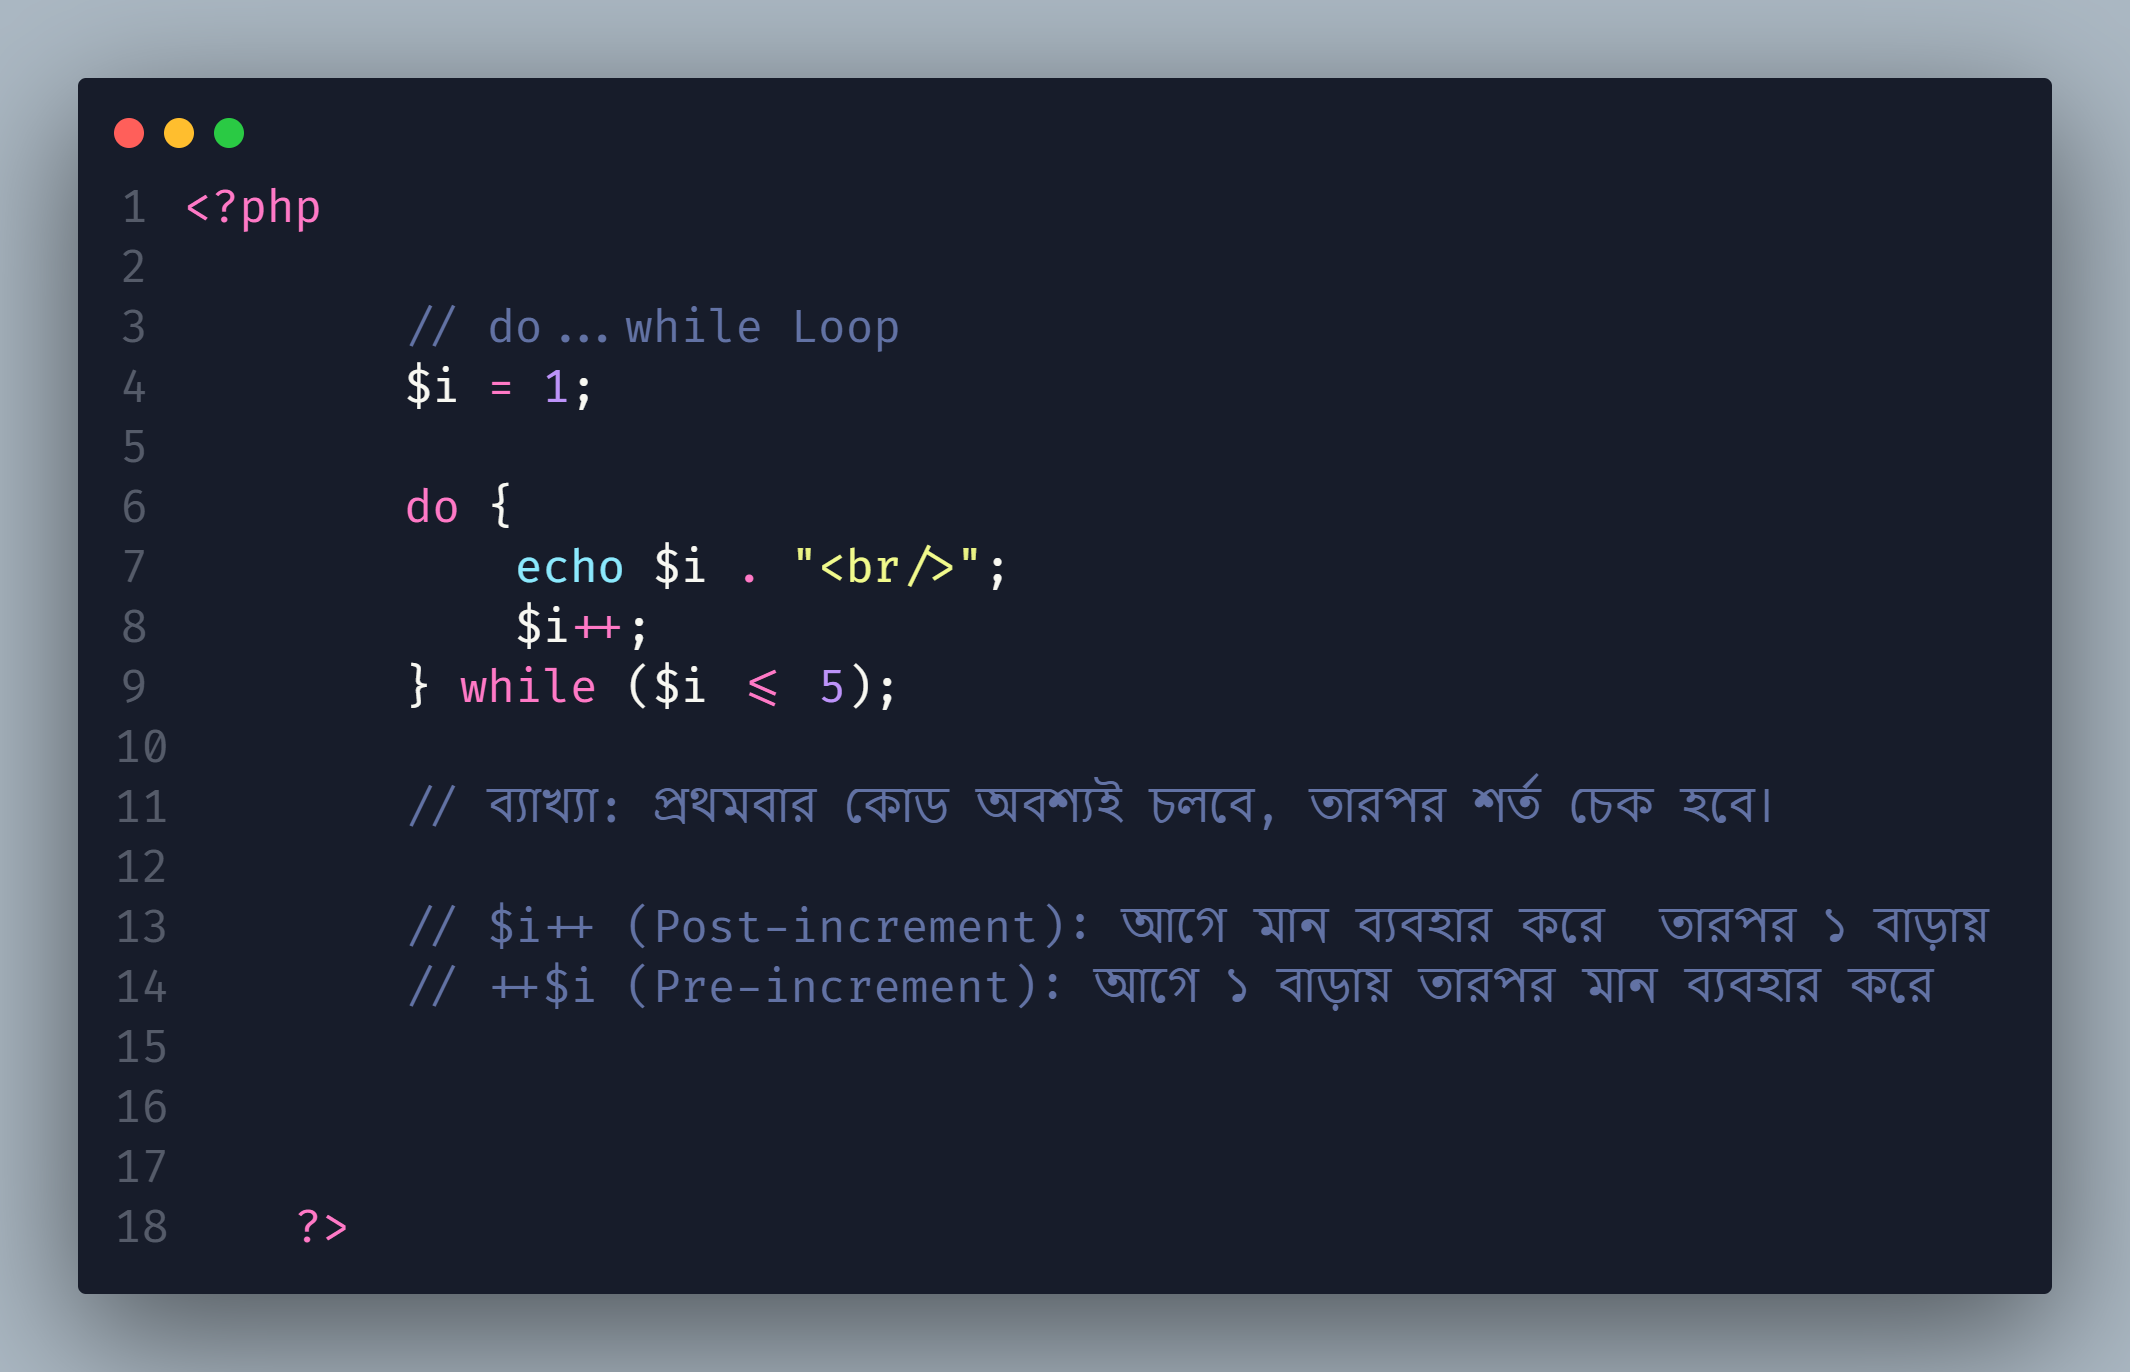 1 <?php
2
3 // do...while Loop
4 $i = 1;
5
6 do {
7 echo $i . "<br/>";
8 $i++;
9 } while ($i <= 5);
10
11 // ব্যাখ্যা: প্রথমবার কোড অবশ্যই চলবে, তারপর শর্ত চেক হবে।
12
13 // $i++ (Post-increment): আগে মান ব্যবহার করে  তারপর ১ বাড়ায়
14 // ++$i (Pre-increment): আগে ১ বাড়ায় তারপর মান ব্যবহার করে
15
16
17
18 ?>